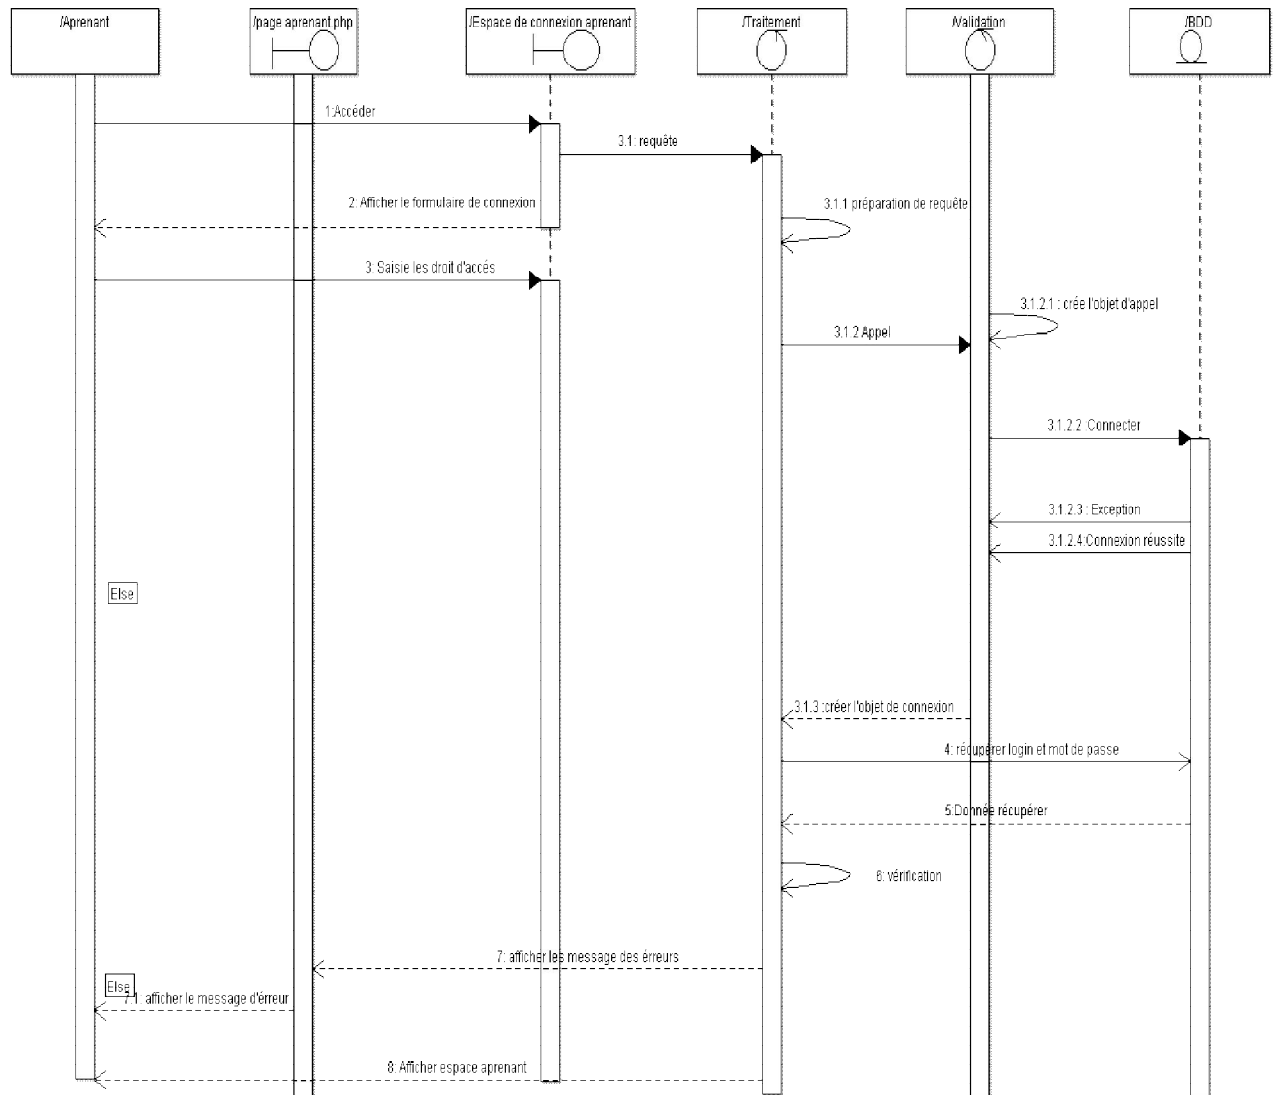 /Aprenant
/page aprenant php
/Espace de connexion aprenant
/Traitement
/Validation
/BDD
1:Accéder
3.1: requête
2: Afficher le formulaire de connexion
3.1.1 préparation de requête
3: Saisie les droit d'accés
3.1.2.1 : crée l'objet d'appel
3.1.2 Appel
3.1.2.2 :Connecter
3.1.2.3 : Exception
3.1.2.4:Connexion réussite
Else
3.1.3 :créer l'objet de connexion
4: récupérer login et mot de passe
5:Donnée récupérer
6: vérification
7: afficher les message des érreurs
Else
7.1: afficher le message d'érreur
8: Afficher espace aprenant